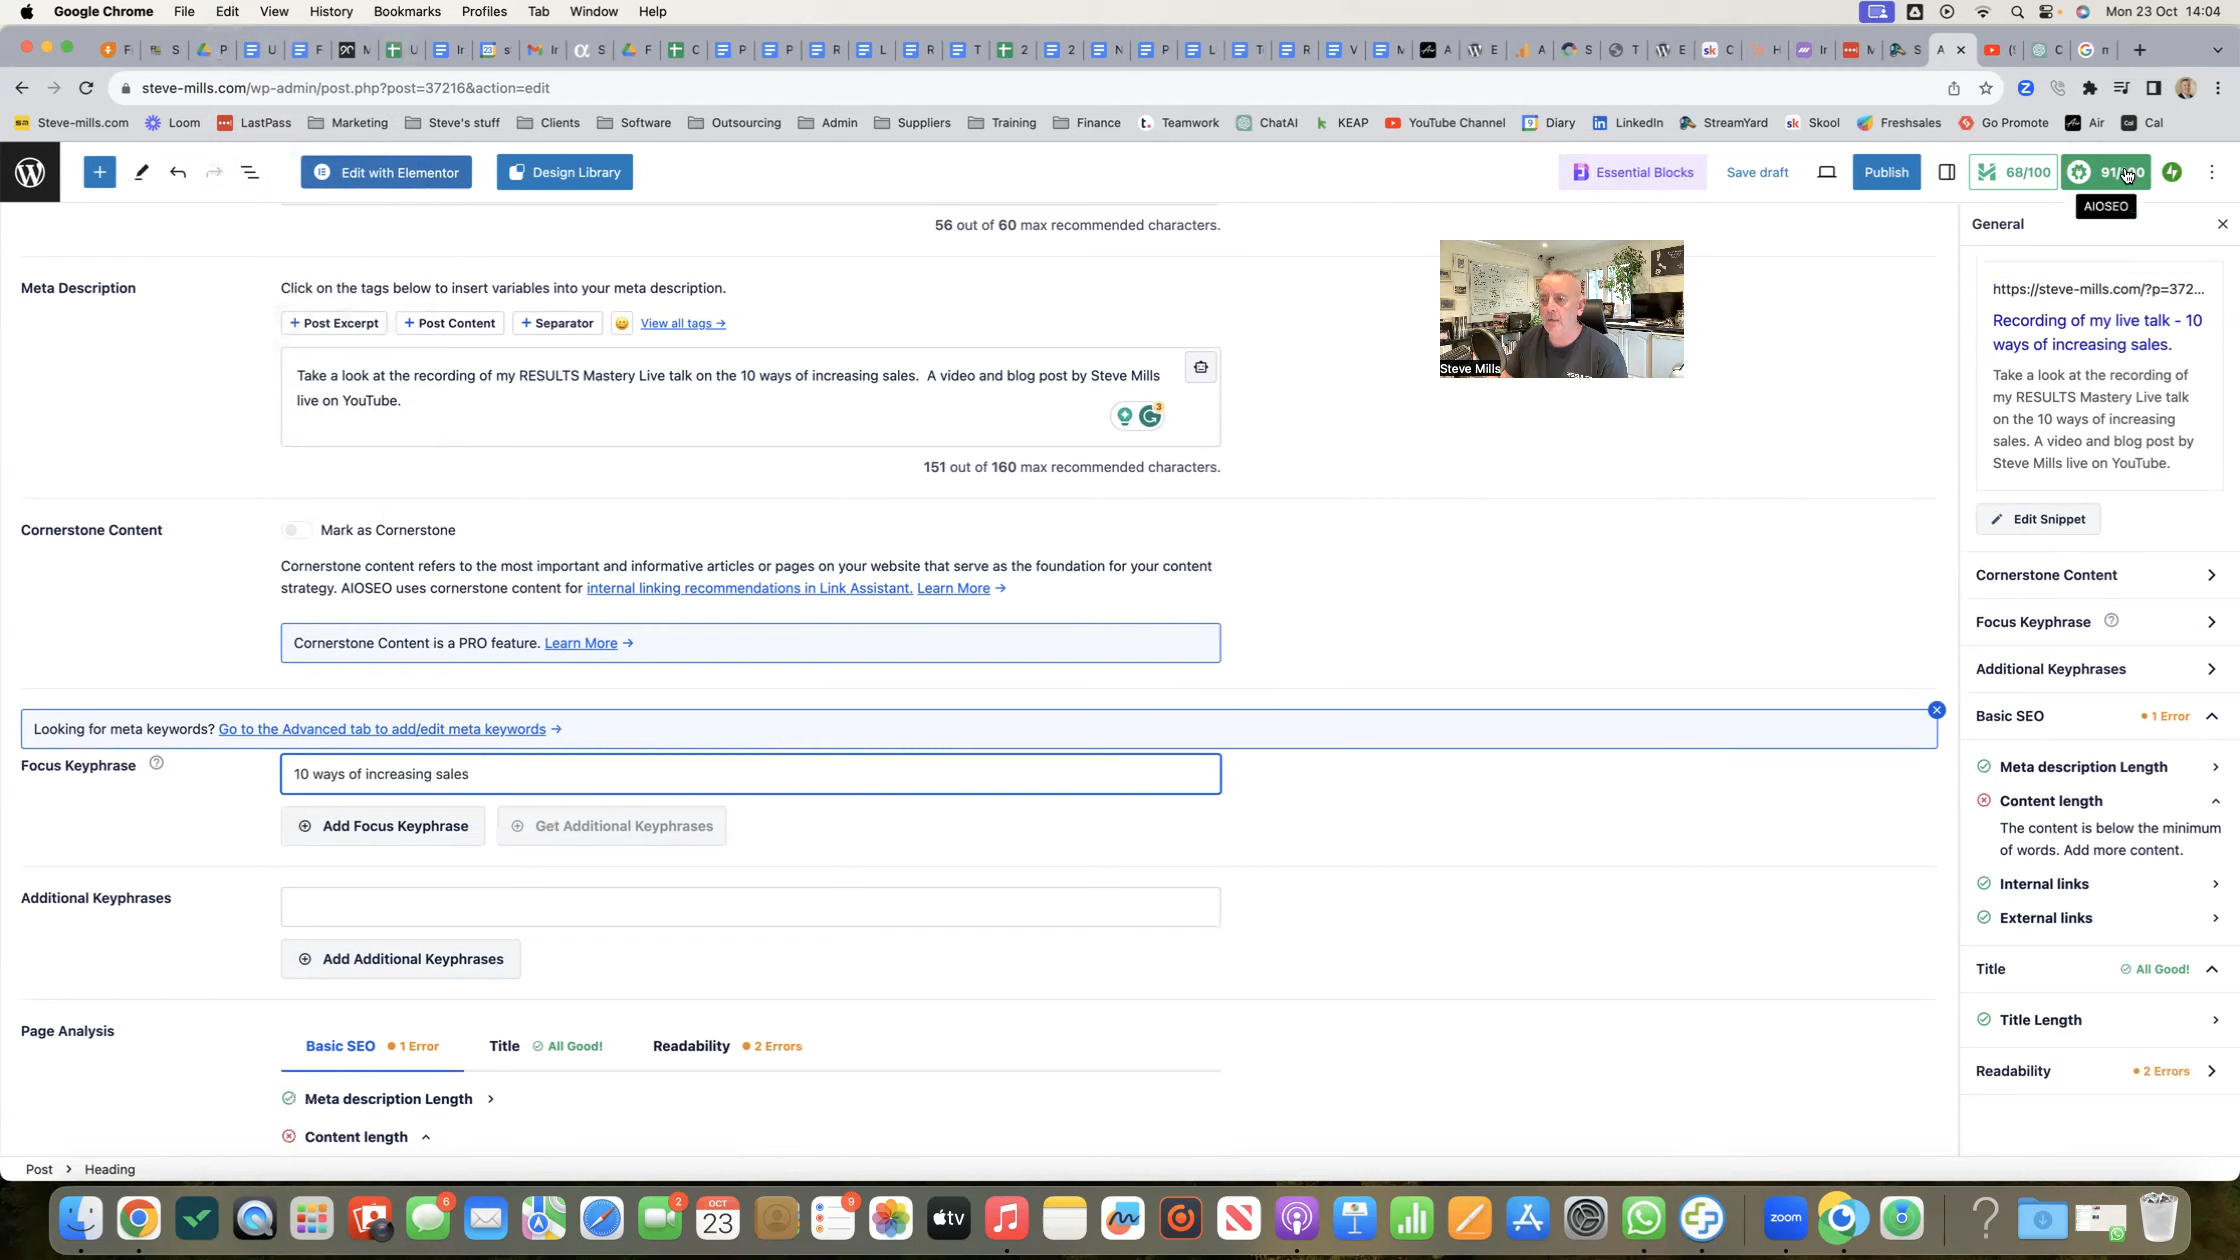 Google Chrome File Edit View History Bookmarks Profiles Tab Window Help Mon 23 Oct 14:04
steve-mills.com/wp-admin/post.php?post=37216&action=edit
Steve-mills.com Loom LastPass Marketing Steve's stuff Clients Software Outsourcing Admin Suppliers Training Finance Teamwork ChatAI KEAP YouTube Channel Diary LinkedIn StreamYard Skool Freshsales Go Promote Air Cal
Edit with Elementor Design Library Essential Blocks Save draft Publish 68/100
AIOSEO
56 out of 60 max recommended characters.
General
Meta Description
Click on the tags below to insert variables into your meta description.
+ Post Excerpt + Post Content + Separator View all tags →
Take a look at the recording of my RESULTS Mastery Live talk on the 10 ways of increasing sales. A video and blog post by Steve Mills
live on YouTube.
3
151 out of 160 max recommended characters.
Steve Mills
https://steve-mills.com/?p=372...
Recording of my live talk - 10
ways of increasing sales.
Take a look at the recording of
my RESULTS Mastery Live talk
on the 10 ways of increasing
sales. A video and blog post by
Steve Mills live on YouTube.
Edit Snippet
Cornerstone Content
Mark as Cornerstone
Cornerstone content refers to the most important and informative articles or pages on your website that serve as the foundation for your content
strategy. AIOSEO uses cornerstone content for internal linking recommendations in Link Assistant. Learn More →
Cornerstone Content is a PRO feature. Learn More →
Looking for meta keywords? Go to the Advanced tab to add/edit meta keywords →
Focus Keyphrase
10 ways of increasing sales
Add Focus Keyphrase Get Additional Keyphrases
Additional Keyphrases
Add Additional Keyphrases
Page Analysis
Basic SEO 1 Error Title All Good! Readability 2 Errors
Meta description Length
Content length
Cornerstone Content
Focus Keyphrase
Additional Keyphrases
Basic SEO 1 Error
Meta description Length
Content length
The content is below the minimum
of words. Add more content.
Internal links
External links
Title All Good!
Title Length
Readability 2 Errors
Post > Heading
6 2 OCT 23 9 tv zoom